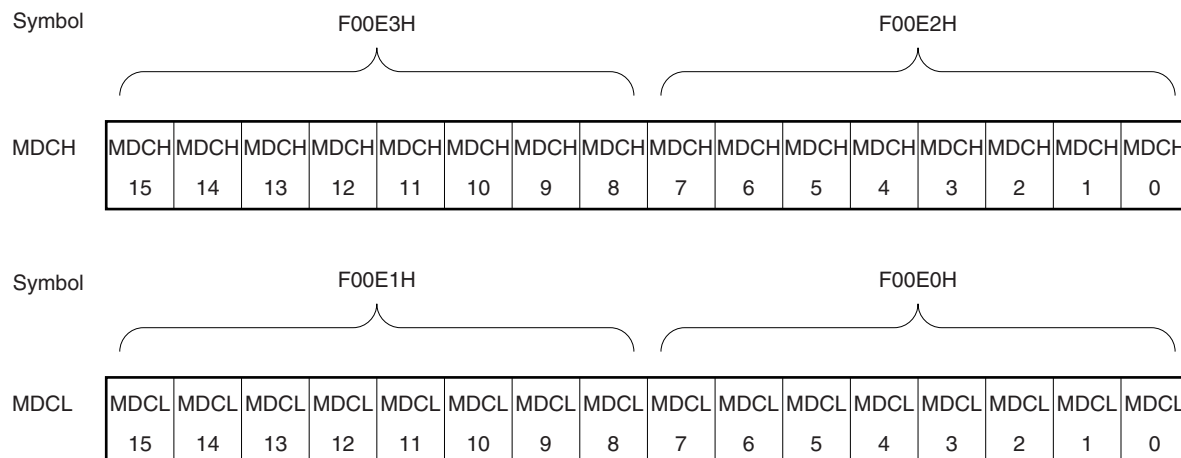 Symbol F00E3H F00E2H
MDCH MDCH MDCH MDCH MDCH MDCH MDCH MDCH MDCH MDCH MDCH MDCH MDCH MDCH MDCH MDCH MDCH
15 14 13 12 11 10 9 8 7 6 5 4 3 2 1 0
Symbol F00E1H F00E0H
MDCL MDCL MDCL MDCL MDCL MDCL MDCL MDCL MDCL MDCL MDCL MDCL MDCL MDCL MDCL MDCL MDCL
15 14 13 12 11 10 9 8 7 6 5 4 3 2 1 0